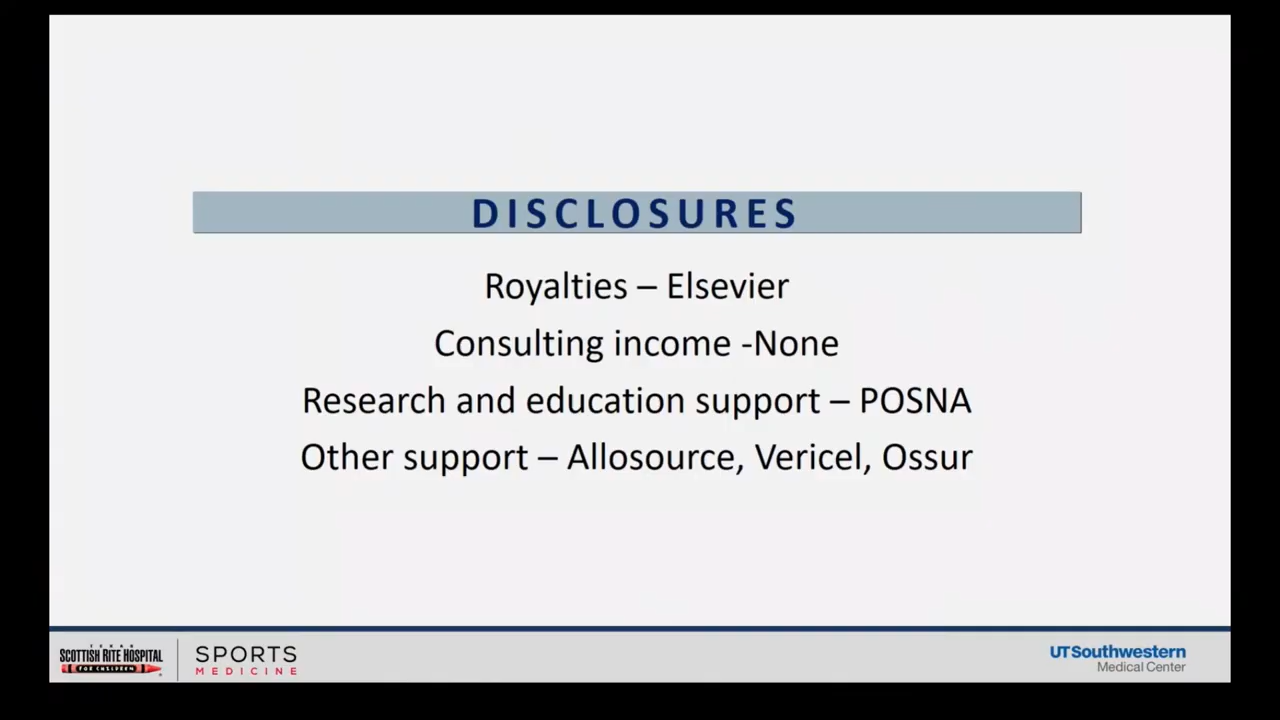 DISCLOSURES
Royalties – Elsevier
Consulting income -None
Research and education support – POSNA
Other support – Allosource, Vericel, Ossur
TEXAS
SCOTTISH RITE HOSPITAL
FOR CHILDREN
SPORTS
MEDICINE
UTSouthwestern
Medical Center